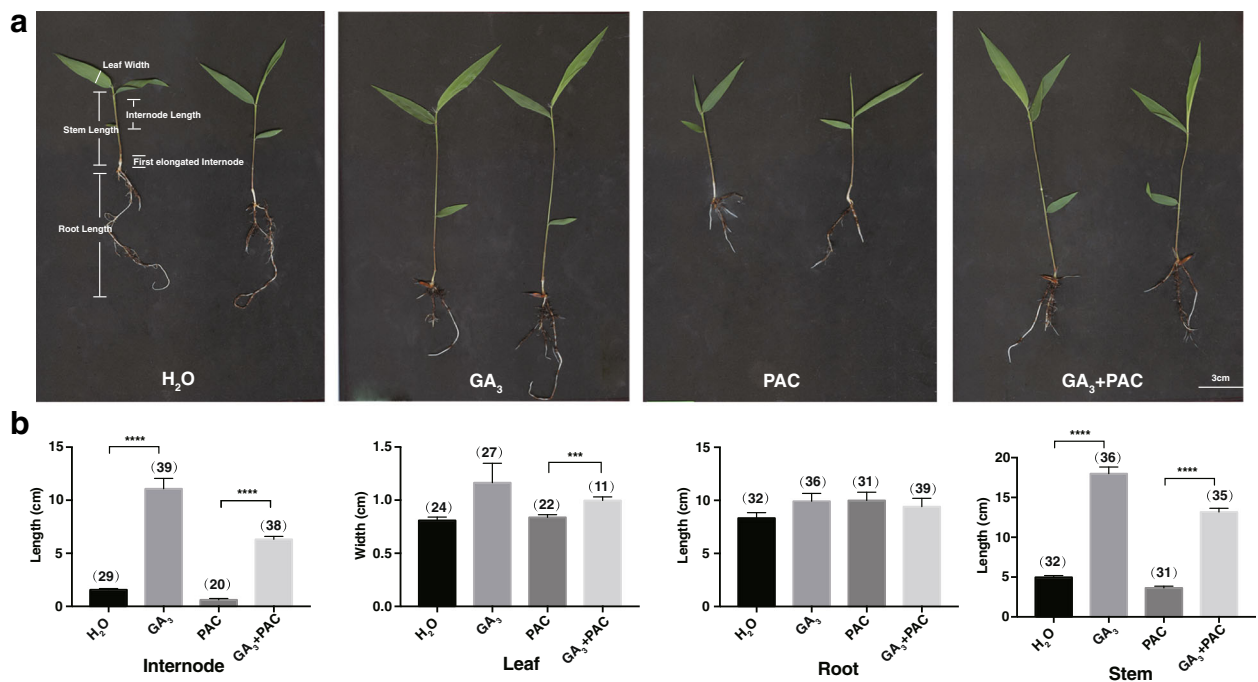 a
Leaf Width
Internode Length
Stem Length
First elongated Internode
Root Length
H2O
GA3
PAC
GA3+PAC
3cm
b
15
10
5
0
Length (cm)
(29)
****
(39)
(20)
****
(38)
H2O
GA3
PAC
GA3+PAC
Internode
1.5
1.0
0.5
0.0
Width (cm)
(24)
(27)
(22)
***
(11)
H2O
GA3
PAC
GA3+PAC
Leaf
15
10
5
0
Length (cm)
(32)
(36)
(31)
(39)
H2O
GA3
PAC
GA3+PAC
Root
20
15
10
5
0
Length (cm)
(32)
****
(36)
(31)
****
(35)
H2O
GA3
PAC
GA3+PAC
Stem